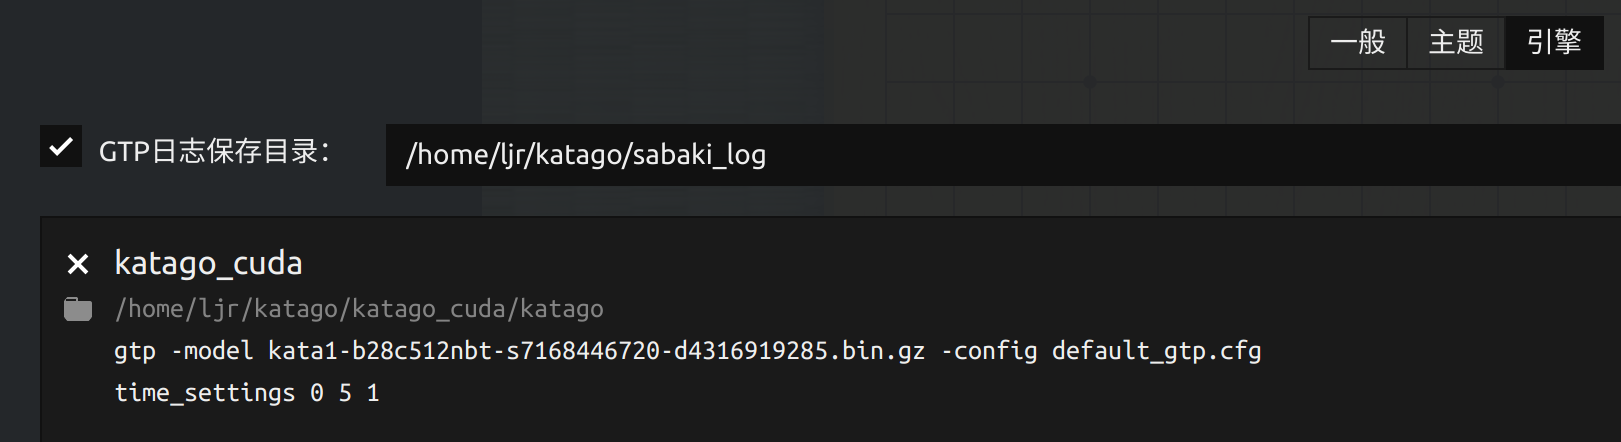 一般 主题 引擎
GTP日志保存目录：
/home/ljr/katago/sabaki_log
katago_cuda
/home/ljr/katago/katago_cuda/katago
gtp -model kata1-b28c512nbt-s7168446720-d4316919285.bin.gz -config default_gtp.cfg
time_settings 0 5 1